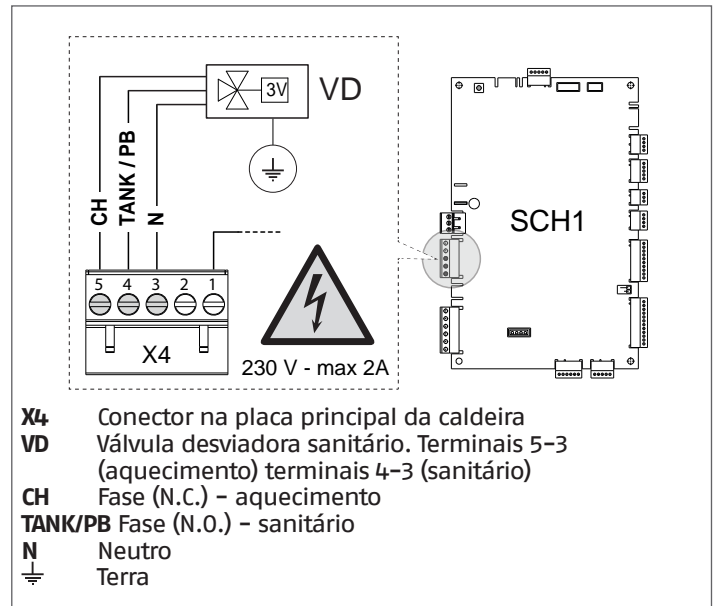 3V
VD
CH
TANK / PB
N
5 4 3 2 1
X4
230 V - max 2A
SCH1
X4 Conector na placa principal da caldeira
VD Válvula desviadora sanitário. Terminais 5-3
(aquecimento) terminais 4-3 (sanitário)
CH Fase (N.C.) - aquecimento
TANK/PB Fase (N.O.) - sanitário
N Neutro
Terra